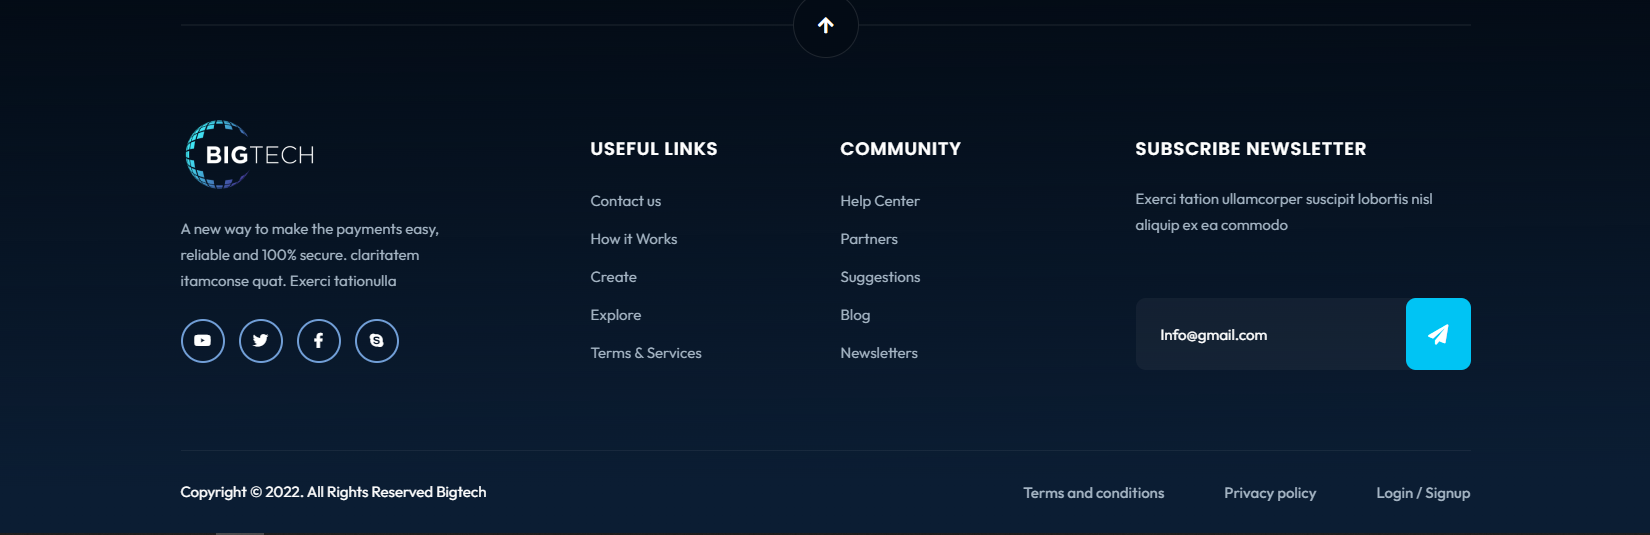 BIGTECH
A new way to make the payments easy,
reliable and 100% secure. claritatem
itamconse quat. Exerci tationulla
USEFUL LINKS
Contact us
How it Works
Create
Explore
Terms & Services
COMMUNITY
Help Center
Partners
Suggestions
Blog
Newsletters
SUBSCRIBE NEWSLETTER
Exerci tation ullamcorper suscipit lobortis nisl
aliquip ex ea commodo
Info@gmail.com
Copyright © 2022. All Rights Reserved Bigtech
Terms and conditions
Privacy policy
Login / Signup